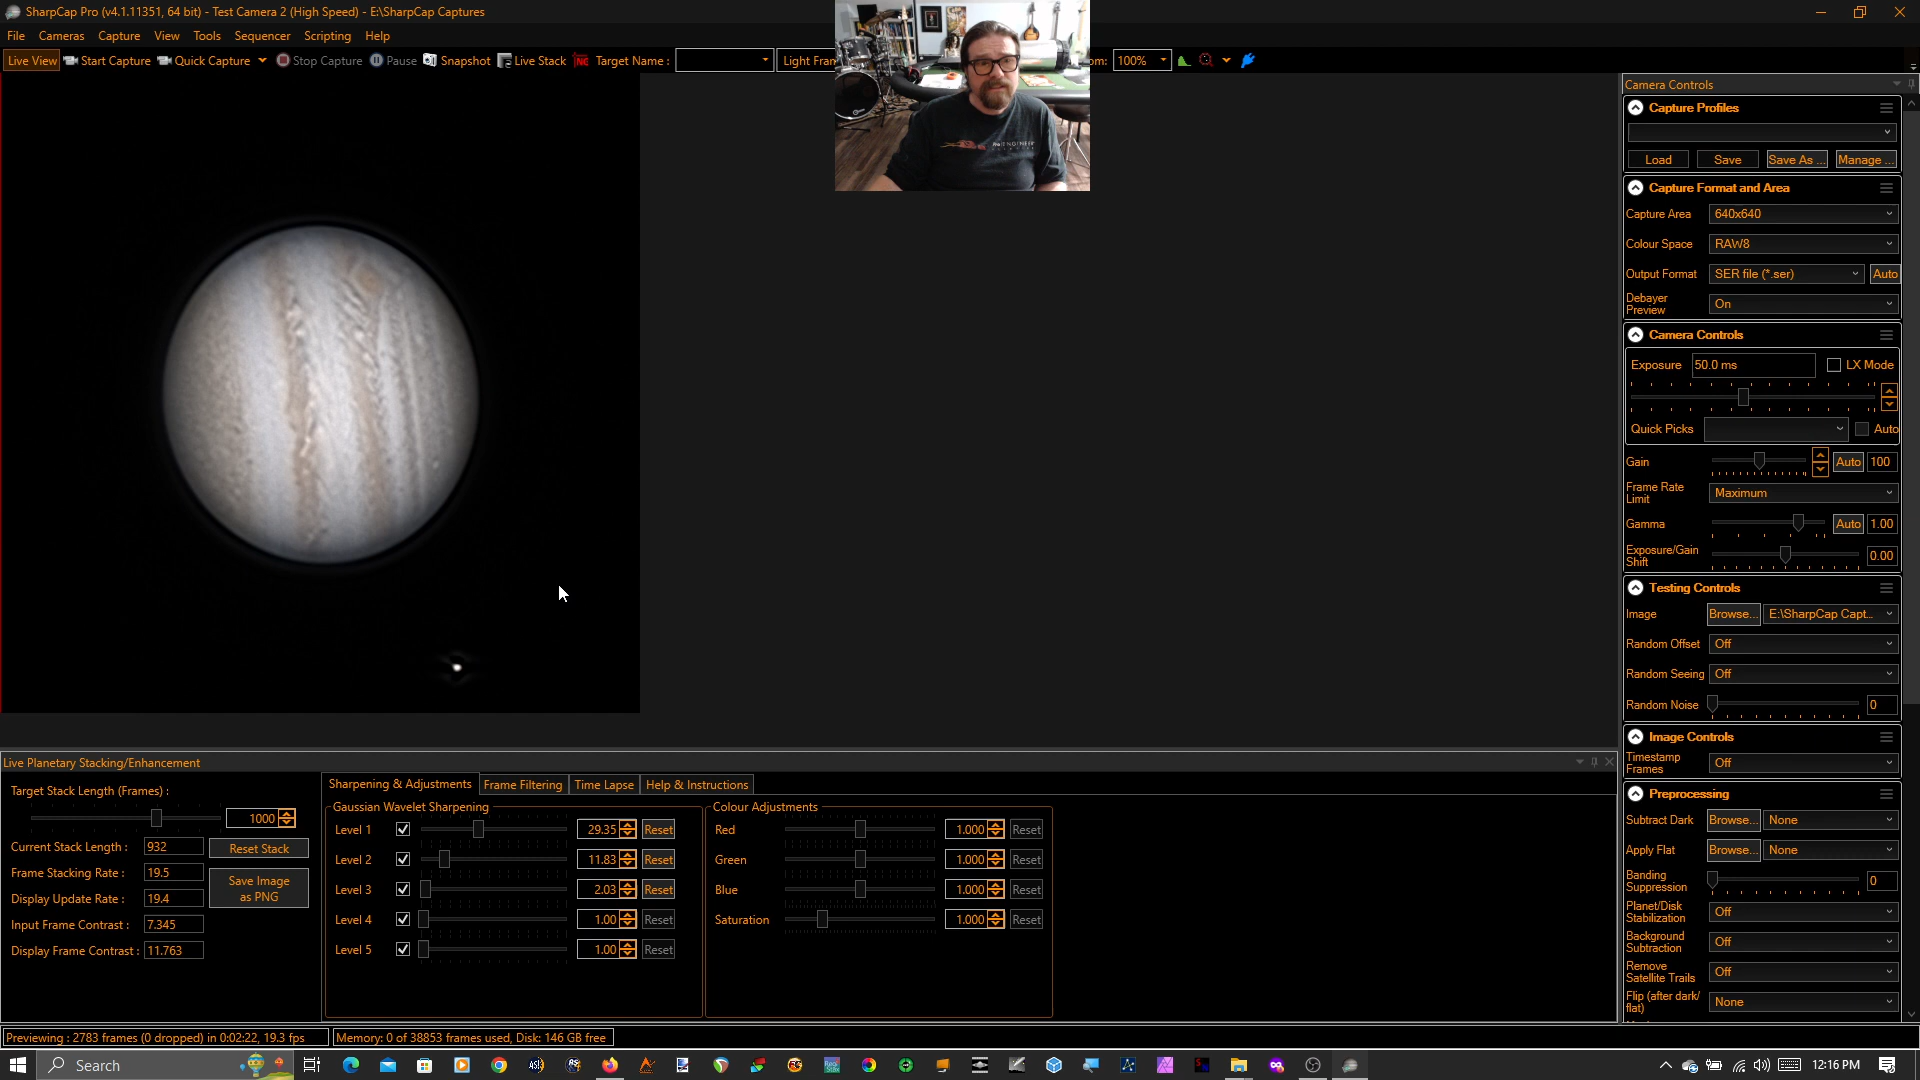 SharpCap Pro (v4.1.11351, 64 bit) - Test Camera 2 (High Speed) - E:\SharpCap Captures
File Cameras Capture View Tools Sequencer Scripting Help
Live View Start Capture Quick Capture Stop Capture Pause Snapshot Live Stack Target Name : Light Fran om: 100%
Camera Controls
Capture Profiles
Load Save Save As ... Manage ...
Capture Format and Area
Capture Area 640x640
Colour Space RAW8
Output Format SER file (*.ser) Auto
Debayer
Preview On
Camera Controls
Exposure 50.0 ms LX Mode
Quick Picks Auto
Gain Auto 100
Frame Rate
Limit Maximum
Gamma Auto 1.00
Exposure/Gain
Shift 0.00
Testing Controls
Image Browse... E:\SharpCap Capt...
Random Offset Off
Random Seeing Off
Random Noise 0
Image Controls
Timestamp
Frames Off
Preprocessing
Subtract Dark Browse... None
Apply Flat Browse... None
Banding
Suppression 0
Planet/Disk
Stabilization Off
Background
Subtraction Off
Remove
Satellite Trails Off
Flip (after dark/
flat) None
Live Planetary Stacking/Enhancement
Target Stack Length (Frames) :
1000
Current Stack Length : 932 Reset Stack
Frame Stacking Rate : 19.5
Save Image
as PNG
Display Update Rate : 19.4
Input Frame Contrast : 7.345
Display Frame Contrast : 11.763
Sharpening & Adjustments Frame Filtering Time Lapse Help & Instructions
Gaussian Wavelet Sharpening
Level 1 29.35 Reset
Level 2 11.83 Reset
Level 3 2.03 Reset
Level 4 1.00 Reset
Level 5 1.00 Reset
Colour Adjustments
Red 1.000 Reset
Green 1.000 Reset
Blue 1.000 Reset
Saturation 1.000 Reset
Previewing : 2783 frames (0 dropped) in 0:02:22, 19.3 fps Memory: 0 of 38853 frames used, Disk: 146 GB free
Search
12:16 PM